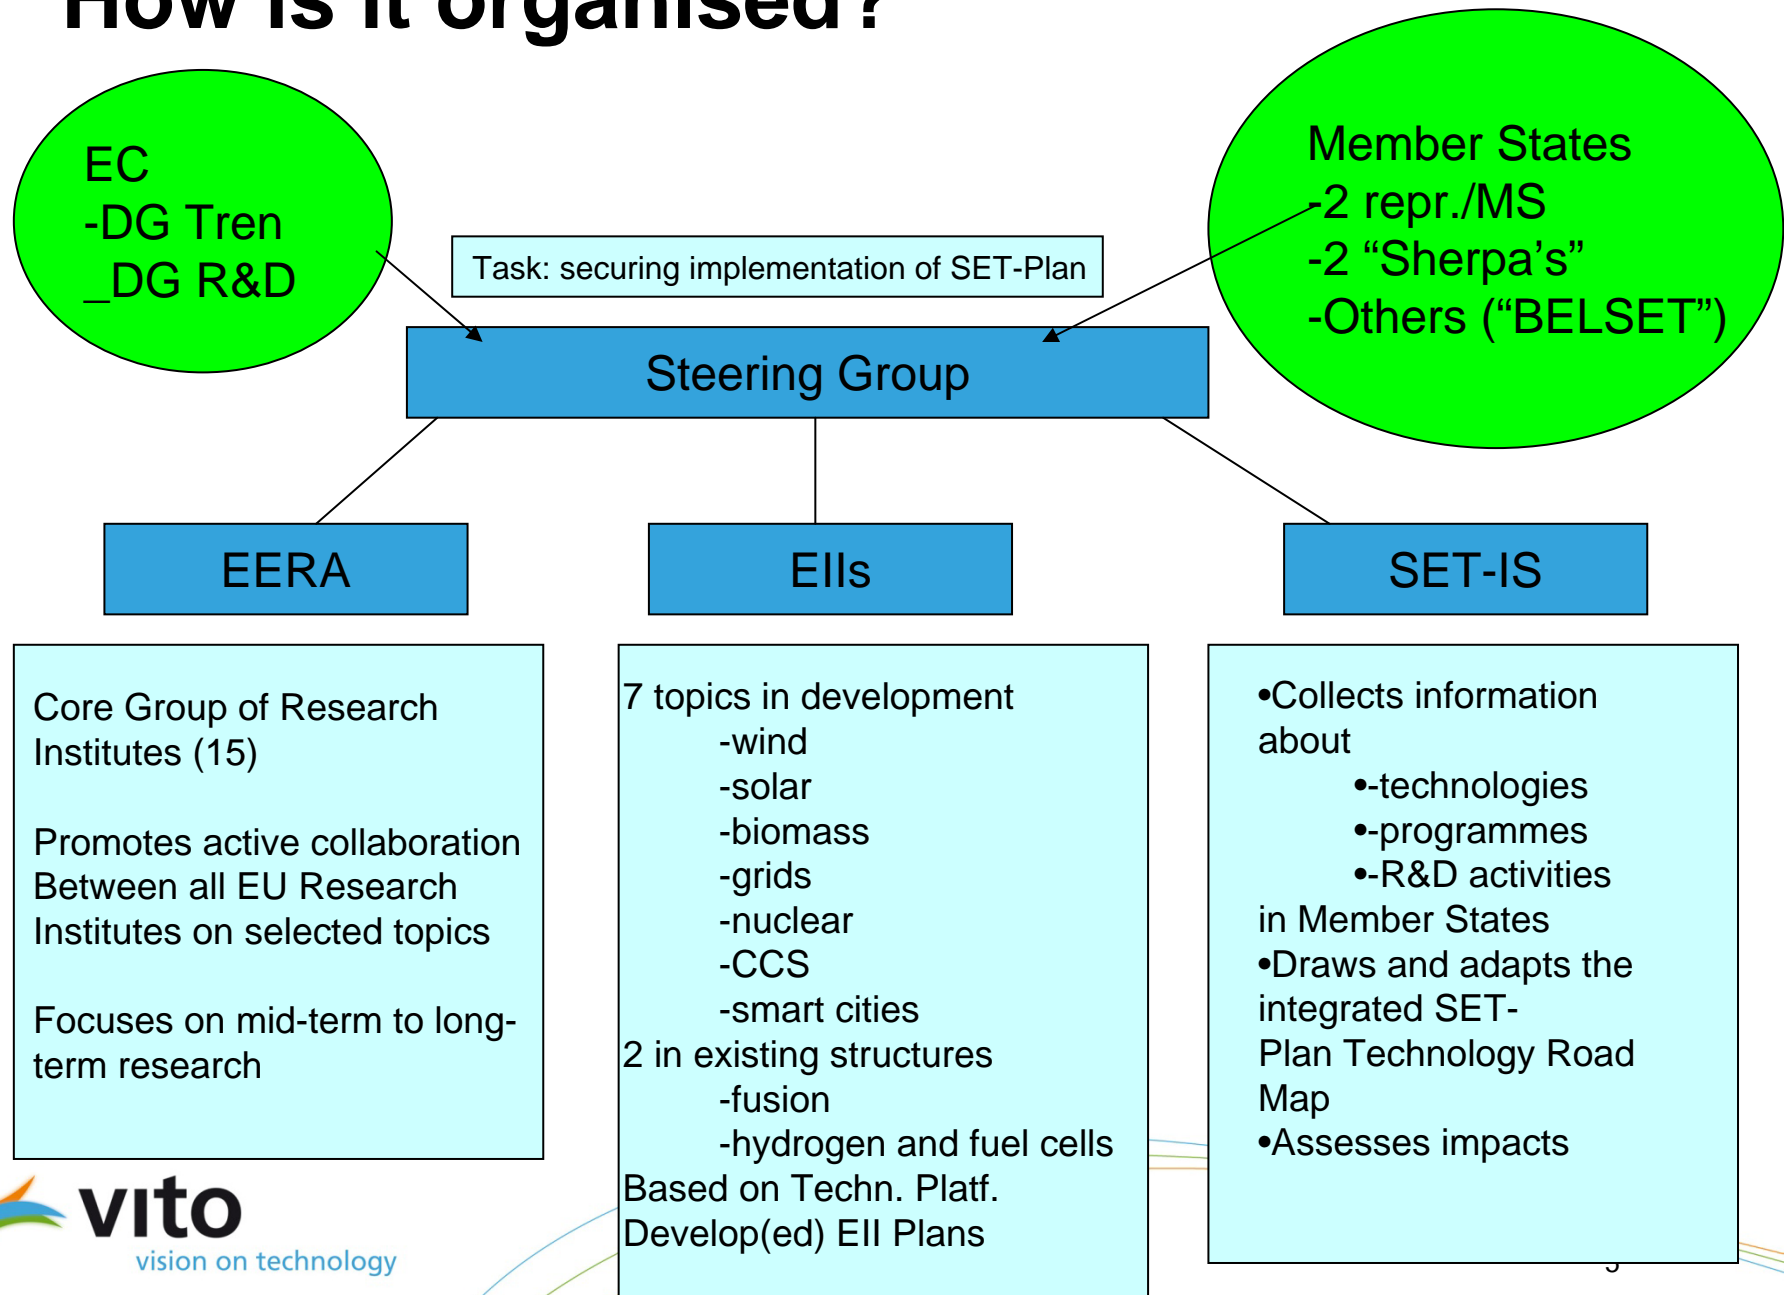 How is it organised?
EC
-DG Tren
_DG R&D
Member States
-2 repr./MS
-2 “Sherpa's”
-Others (“BELSET”)
Task: securing implementation of SET-Plan
Steering Group
EERA
EIIs
SET-IS
Core Group of Research
Institutes (15)
Promotes active collaboration
Between all EU Research
Institutes on selected topics
Focuses on mid-term to long-
term research
7 topics in development
-wind
-solar
-biomass
-grids
-nuclear
-CCS
-smart cities
2 in existing structures
-fusion
-hydrogen and fuel cells
Based on Techn. Platf.
Develop(ed) EII Plans
•Collects information
about
•-technologies
•-programmes
•-R&D activities
in Member States
•Draws and adapts the
integrated SET-
Plan Technology Road
Map
•Assesses impacts
vito
vision on technology